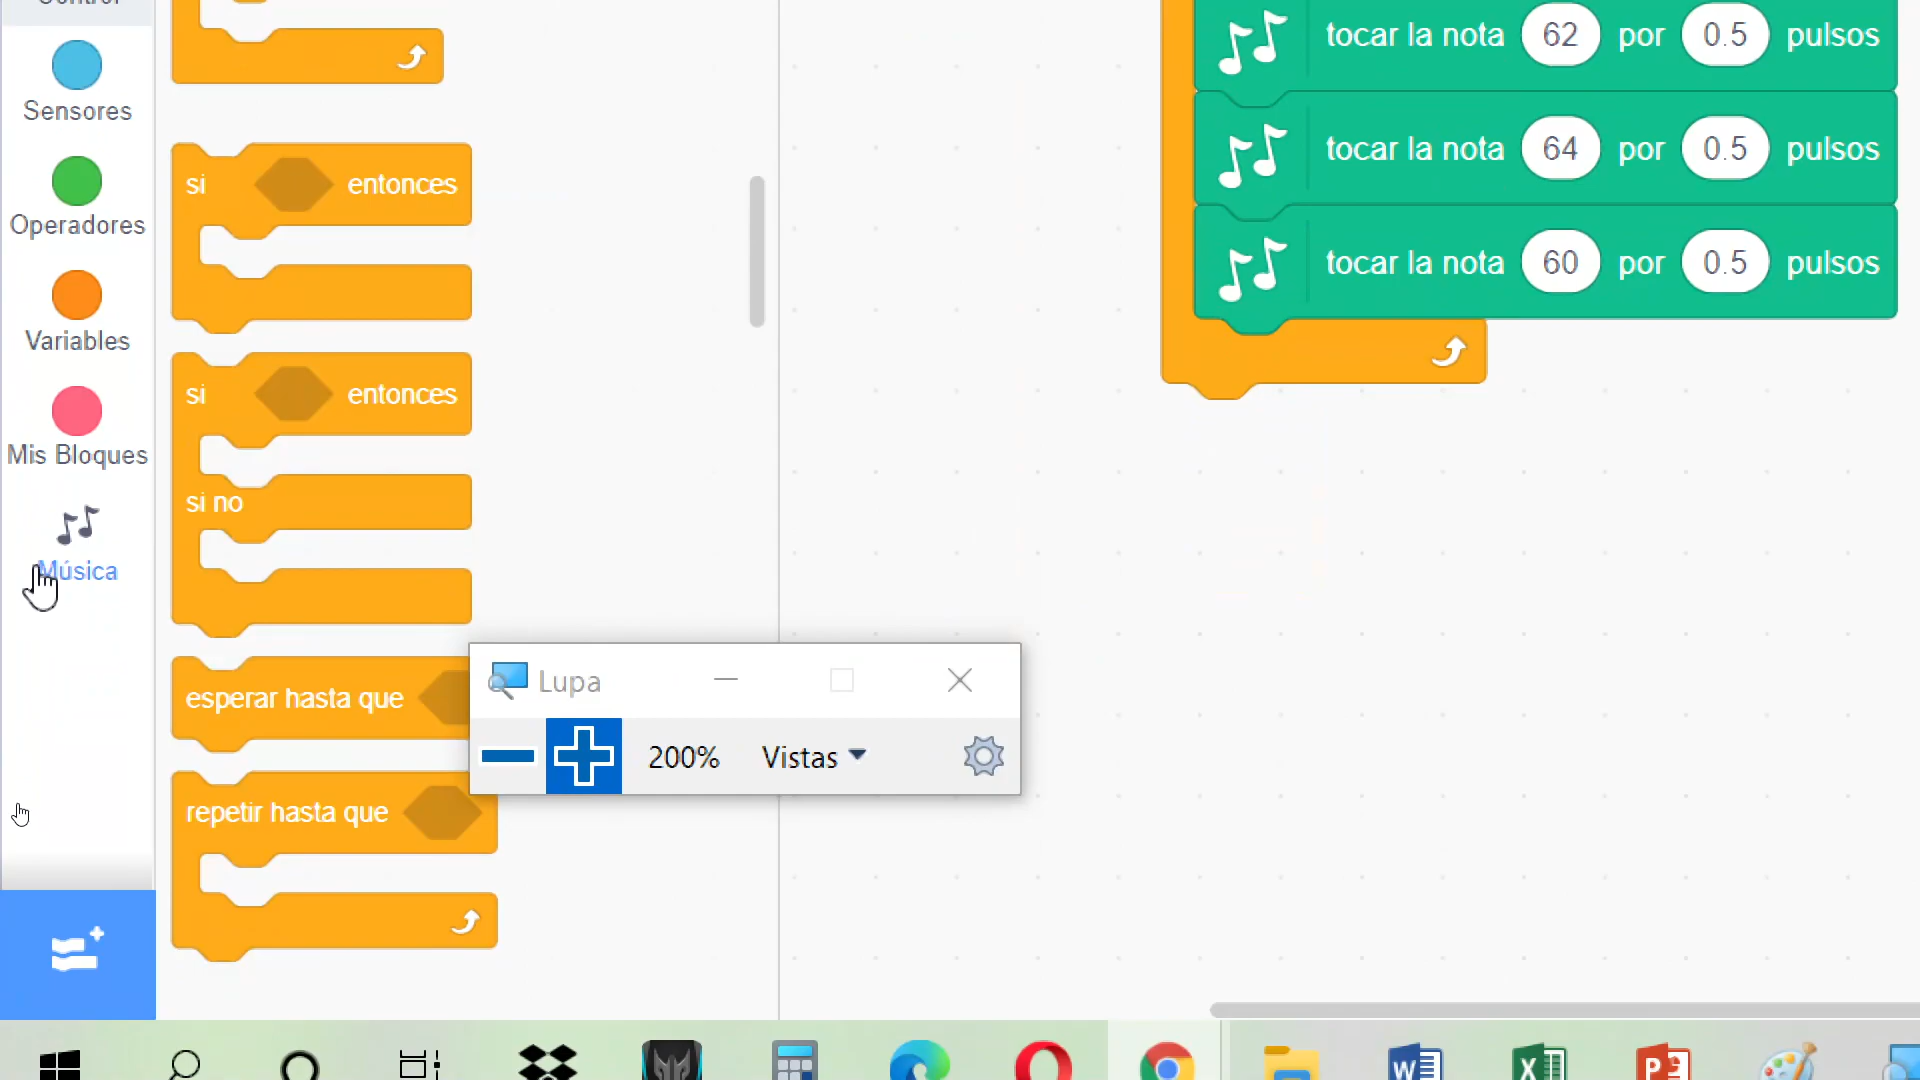 Sensores
Operadores
Variables
Mis Bloques
Música
si entonces
si entonces
si no
esperar hasta que
repetir hasta que
tocar la nota 62 por 0.5 pulsos
tocar la nota 64 por 0.5 pulsos
tocar la nota 60 por 0.5 pulsos
Lupa
200% Vistas